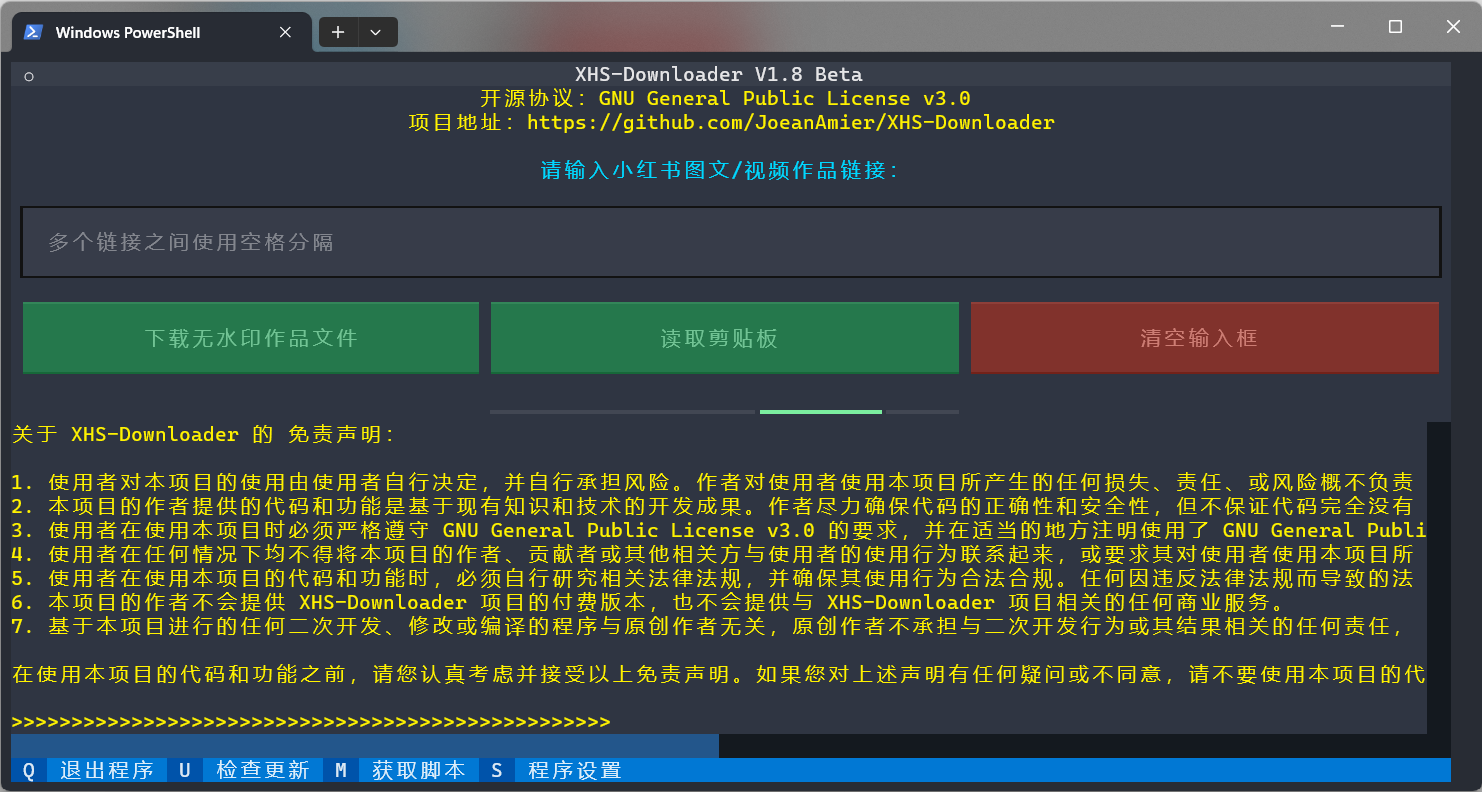 Windows PowerShell
XHS-Downloader V1.8 Beta
开源协议: GNU General Public License v3.0
项目地址: https://github.com/JoeanAmier/XHS-Downloader
请输入小红书图文/视频作品链接:
多个链接之间使用空格分隔
下载无水印作品文件
读取剪贴板
清空输入框
关于 XHS-Downloader 的 免责声明:
1. 使用者对本项目的使用由使用者自行决定, 并自行承担风险。作者对使用者使用本项目所产生的任何损失、责任、或风险概不负责
2. 本项目的作者提供的代码和功能是基于现有知识和技术的开发成果。作者尽力确保代码的正确性和安全性, 但不保证代码完全没有
3. 使用者在使用本项目时必须严格遵守 GNU General Public License v3.0 的要求, 并在适当的地方注明使用了 GNU General Publi
4. 使用者在任何情况下均不得将本项目的作者、贡献者或其他相关方与使用者的使用行为联系起来, 或要求其对使用者使用本项目所
5. 使用者在使用本项目的代码和功能时, 必须自行研究相关法律法规, 并确保其使用行为合法合规。任何因违反法律法规而导致的法
6. 本项目的作者不会提供 XHS-Downloader 项目的付费版本, 也不会提供与 XHS-Downloader 项目相关的任何商业服务。
7. 基于本项目进行的任何二次开发、修改或编译的程序与原创作者无关, 原创作者不承担与二次开发行为或其结果相关的任何责任,
在使用本项目的代码和功能之前, 请您认真考虑并接受以上免责声明。如果您对上述声明有任何疑问或不同意, 请不要使用本项目的代
>>>>>>>>>>>>>>>>>>>>>>>>>>>>>>>>>>>>>>>>>>>>>>>>>>
Q 退出程序 U 检查更新 M 获取脚本 S 程序设置